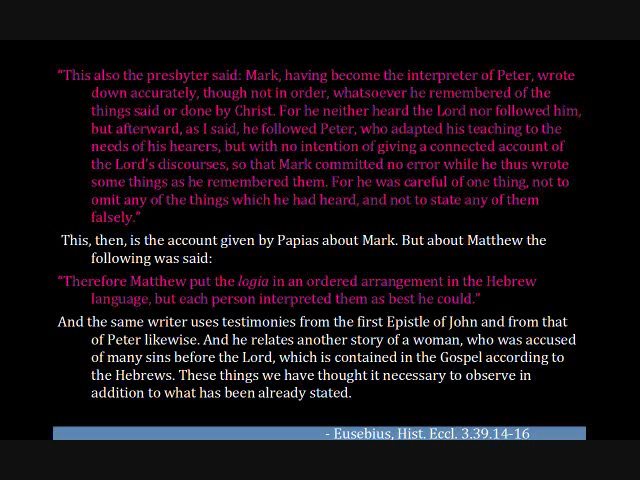 “This also the presbyter said: Mark, having become the interpreter of Peter, wrote
down accurately, though not in order, whatsoever he remembered of the
things said or done by Christ. For he neither heard the Lord nor followed him,
but afterward, as I said, he followed Peter, who adapted his teaching to the
needs of his hearers, but with no intention of giving a connected account of
the Lord’s discourses, so that Mark committed no error while he thus wrote
some things as he remembered them. For he was careful of one thing, not to
omit any of the things which he had heard, and not to state any of them
falsely.”
This, then, is the account given by Papias about Mark. But about Matthew the
following was said:
“Therefore Matthew put the logia in an ordered arrangement in the Hebrew
language, but each person interpreted them as best he could.”
And the same writer uses testimonies from the first Epistle of John and from that
of Peter likewise. And he relates another story of a woman, who was accused
of many sins before the Lord, which is contained in the Gospel according to
the Hebrews. These things we have thought it necessary to observe in
addition to what has been already stated.
- Eusebius, Hist. Eccl. 3.39.14-16